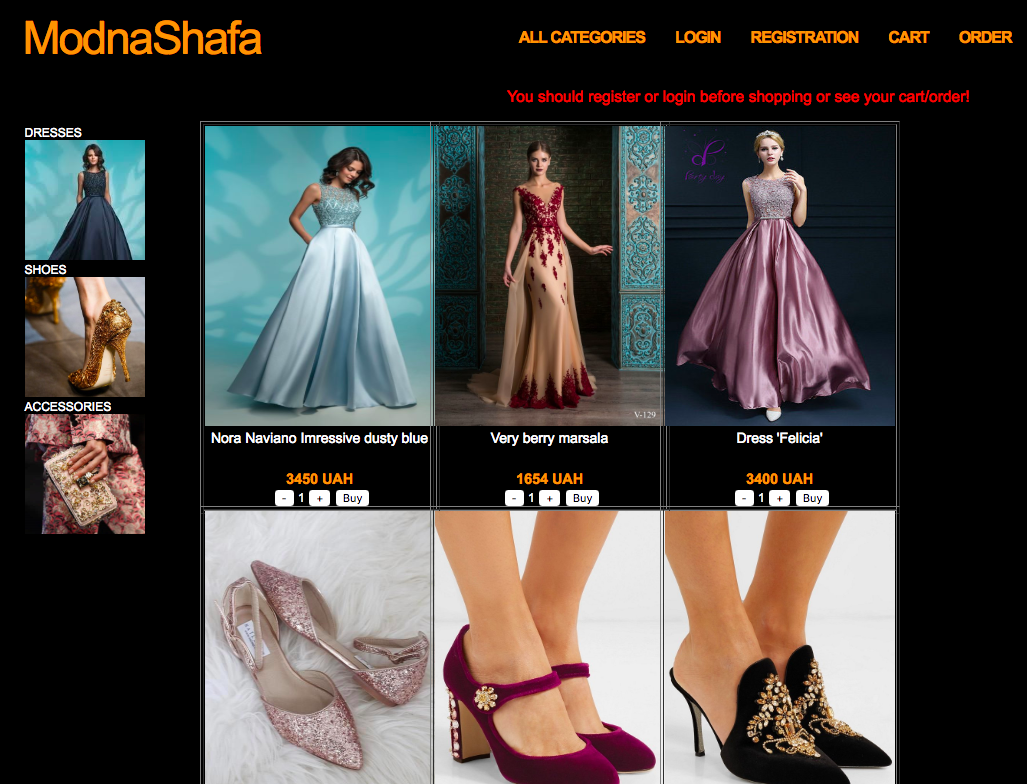 ModnaShafa
ALL CATEGORIES LOGIN REGISTRATION CART ORDER
You should register or login before shopping or see your cart/order!
DRESSES
SHOES
ACCESSORIES
V-129
Nora Naviano Imressive dusty blue
3450 UAH
- 1 + Buy
Very berry marsala
1654 UAH
- 1 + Buy
Dress 'Felicia'
3400 UAH
- 1 + Buy